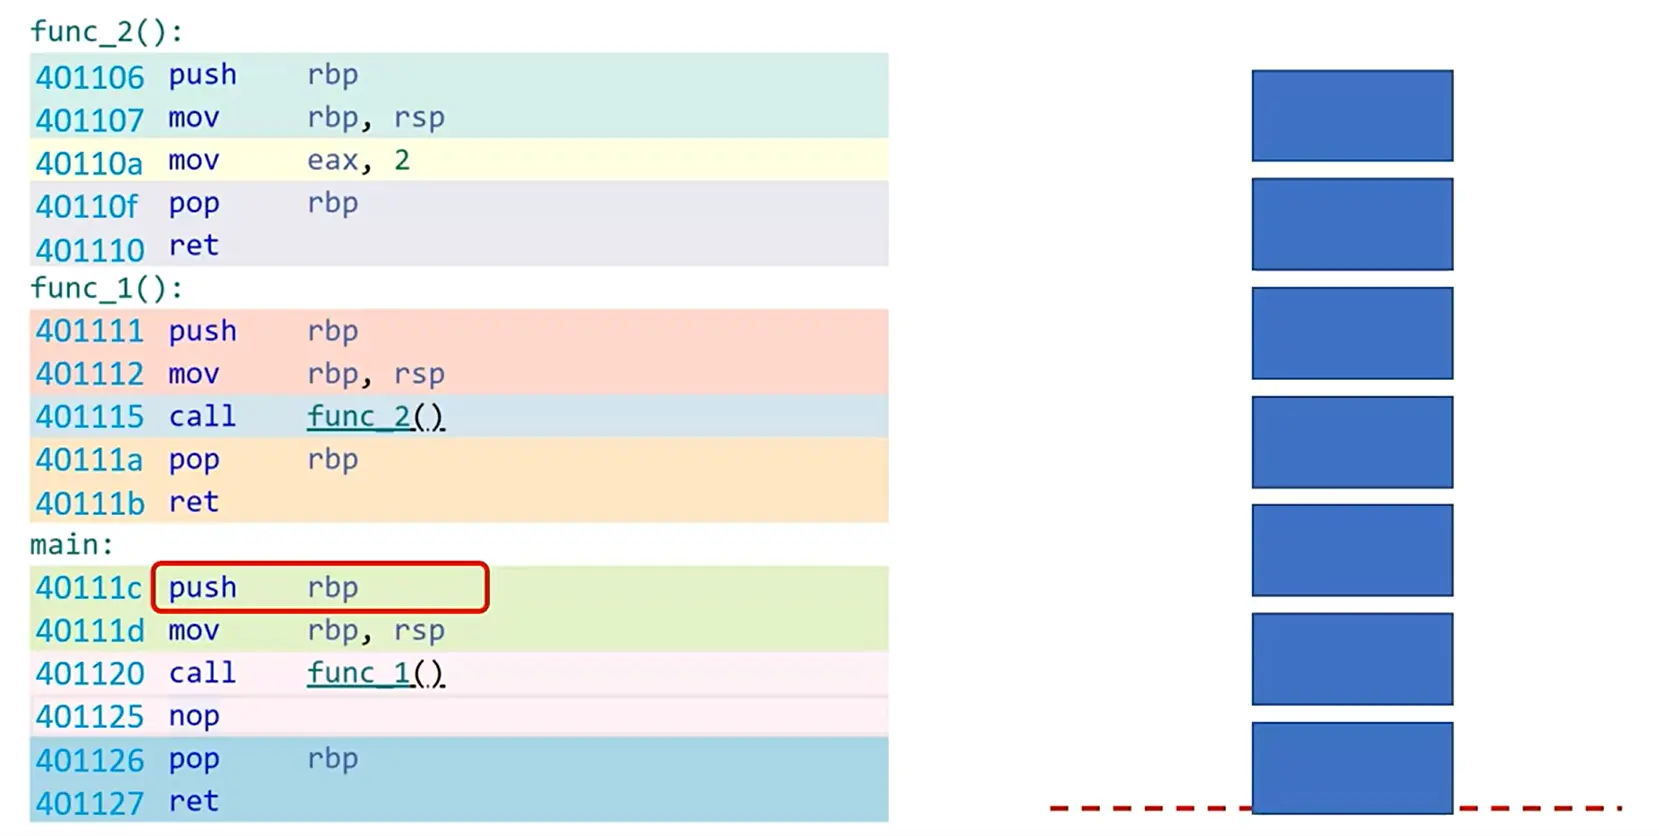 func_2():
401106 push rbp
401107 mov rbp, rsp
40110a mov eax, 2
40110f pop rbp
401110 ret
func_1():
401111 push rbp
401112 mov rbp, rsp
401115 call func_2()
40111a pop rbp
40111b ret
main:
40111c push rbp
40111d mov rbp, rsp
401120 call func_1()
401125 nop
401126 pop rbp
401127 ret